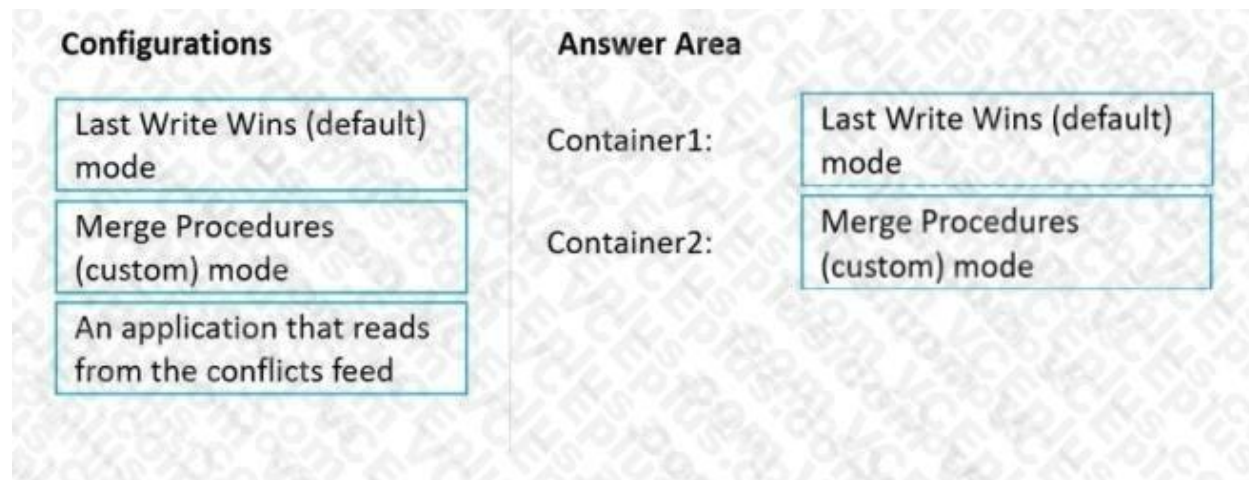 Configurations
Answer Area
Last Write Wins (default)
mode
Merge Procedures
(custom) mode
An application that reads
from the conflicts feed
Container1:
Last Write Wins (default)
mode
Container2:
Merge Procedures
(custom) mode